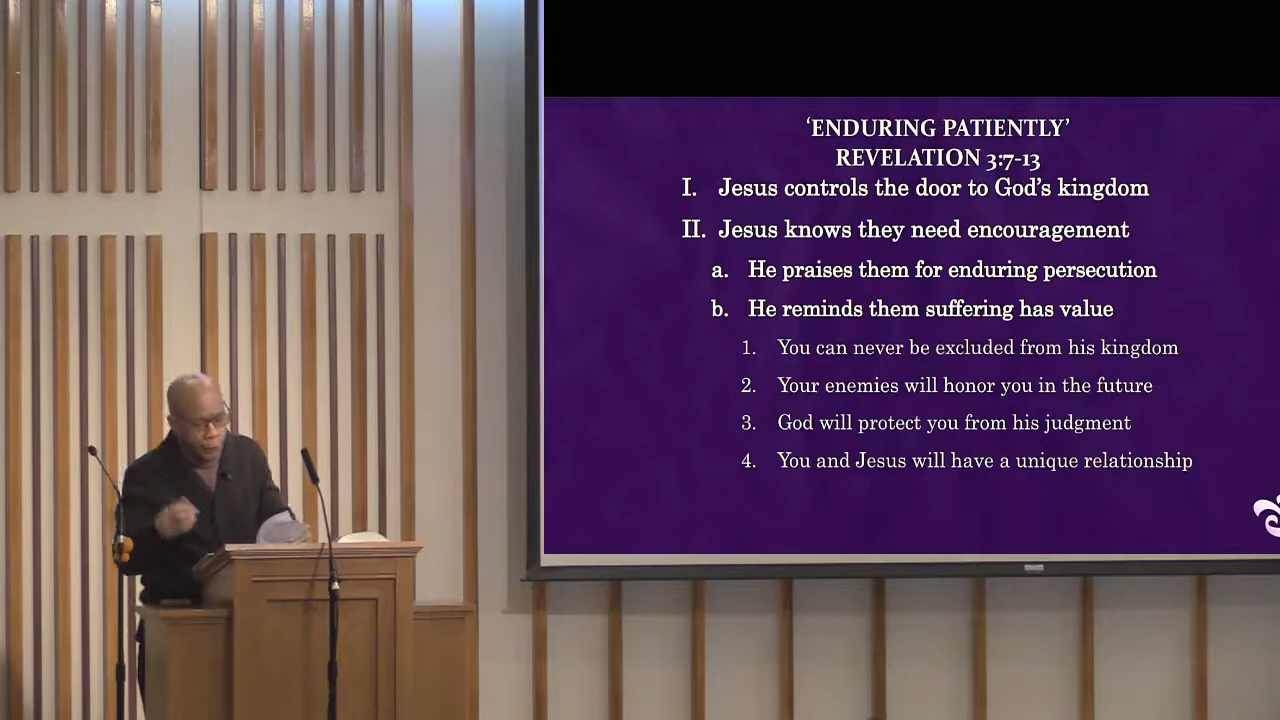 ‘ENDURING PATIENTLY’
REVELATION 3:7-13
I. Jesus controls the door to God’s kingdom
II. Jesus knows they need encouragement
a. He praises them for enduring persecution
b. He reminds them suffering has value
1. You can never be excluded from his kingdom
2. Your enemies will honor you in the future
3. God will protect you from his judgment
4. You and Jesus will have a unique relationship